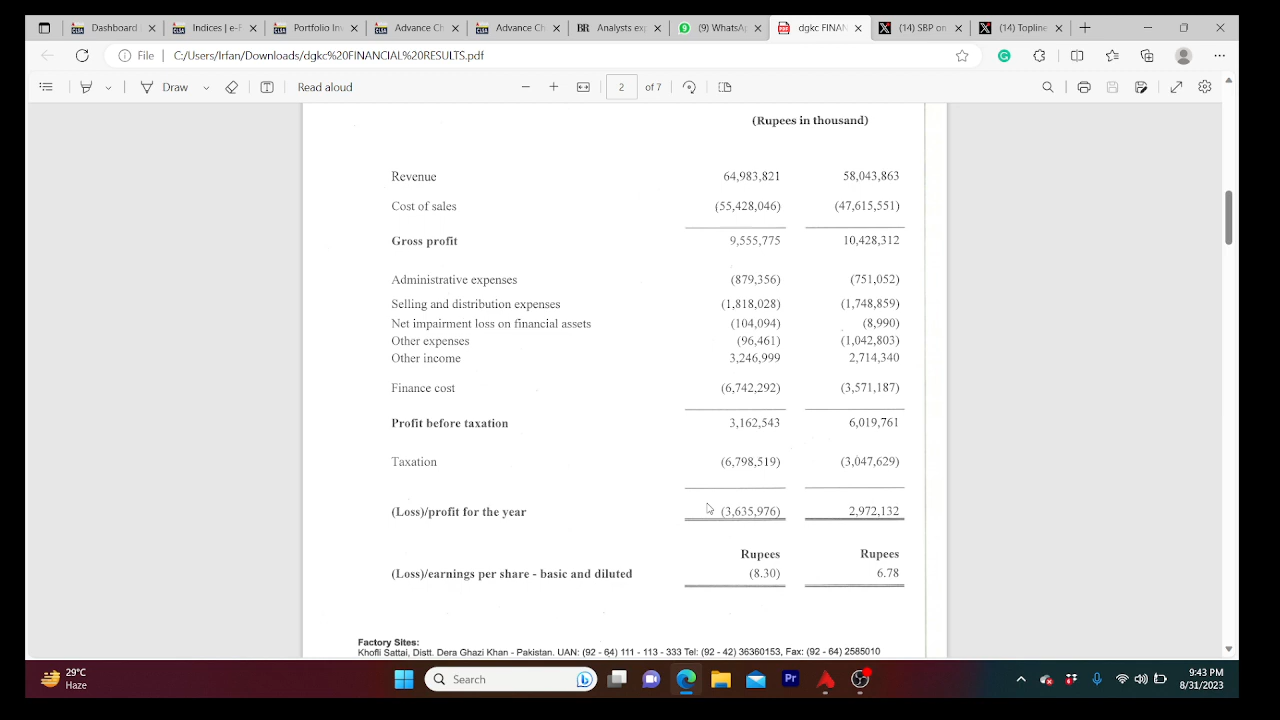 Dashboard
Indices | e-F
Portfolio Inv
Advance Ch
Advance Ch
BR Analysts exp
(9) WhatsAp
dgkc FINAN
(14) SBP on
(14) Topline
File C:/Users/Irfan/Downloads/dgkc%20FINANCIAL%20RESULTS.pdf
Draw Read aloud 2 of 7
(Rupees in thousand)
Revenue 64,983,821 58,043,863
Cost of sales (55,428,046) (47,615,551)
Gross profit 9,555,775 10,428,312
Administrative expenses (879,356) (751,052)
Selling and distribution expenses (1,818,028) (1,748,859)
Net impairment loss on financial assets (104,094) (8,990)
Other expenses (96,461) (1,042,803)
Other income 3,246,999 2,714,340
Finance cost (6,742,292) (3,571,187)
Profit before taxation 3,162,543 6,019,761
Taxation (6,798,519) (3,047,629)
(Loss)/profit for the year (3,635,976) 2,972,132
Rupees Rupees
(Loss)/earnings per share - basic and diluted (8.30) 6.78
Factory Sites:
Khofli Sattai, Distt. Dera Ghazi Khan - Pakistan. UAN: (92 - 64) 111 - 113 - 333 Tel: (92 - 42) 36360153, Fax: (92 - 64) 2585010
29°C
Haze
Search
Pr
9:43 PM
8/31/2023